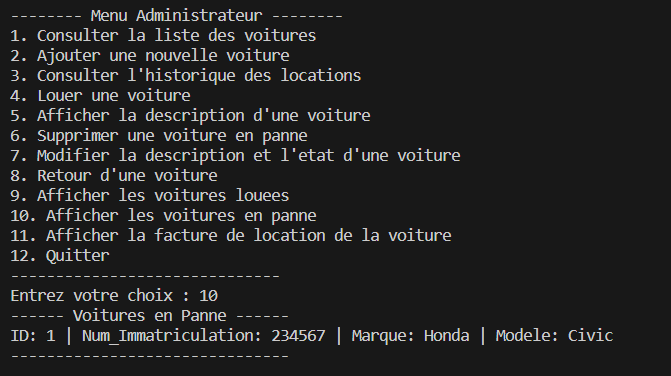 -------- Menu Administrateur --------
1. Consulter la liste des voitures
2. Ajouter une nouvelle voiture
3. Consulter l'historique des locations
4. Louer une voiture
5. Afficher la description d'une voiture
6. Supprimer une voiture en panne
7. Modifier la description et l'etat d'une voiture
8. Retour d'une voiture
9. Afficher les voitures louees
10. Afficher les voitures en panne
11. Afficher la facture de location de la voiture
12. Quitter
------------------------------
Entrez votre choix : 10
------ Voitures en Panne ------
ID: 1 | Num_Immatriculation: 234567 | Marque: Honda | Modele: Civic
-------------------------------